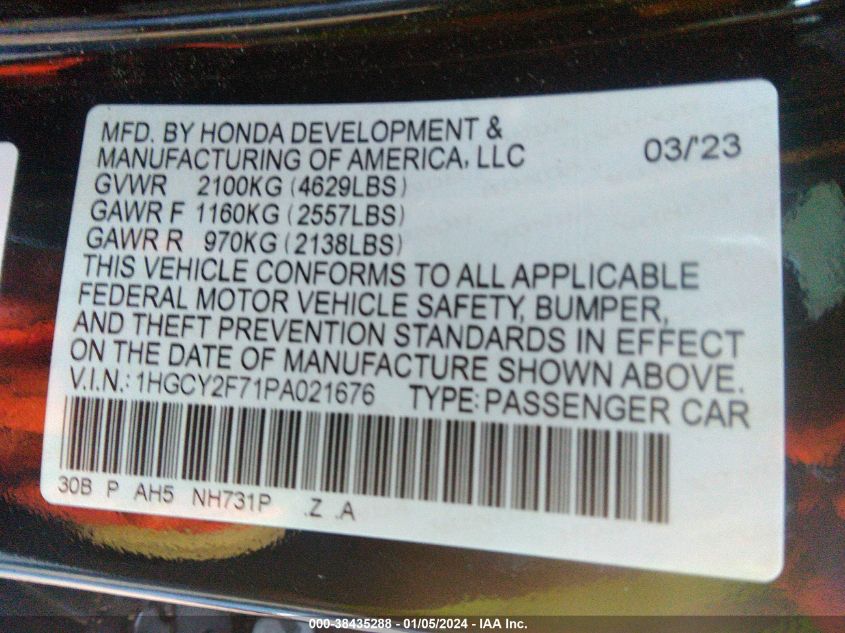 MFD. BY HONDA DEVELOPMENT &
MANUFACTURING OF AMERICA, LLC 03/'23
GVWR 2100KG (4629LBS)
GAWR F 1160KG (2557LBS)
GAWR R 970KG (2138LBS)
THIS VEHICLE CONFORMS TO ALL APPLICABLE
FEDERAL MOTOR VEHICLE SAFETY, BUMPER,
AND THEFT PREVENTION STANDARDS IN EFFECT
ON THE DATE OF MANUFACTURE SHOWN ABOVE.
V.I.N.: 1HGCY2F71PA021676 TYPE: PASSENGER CAR
30B P AH5 NH731P .Z .A
000-38435288 - 01/05/2024 - IAA Inc.